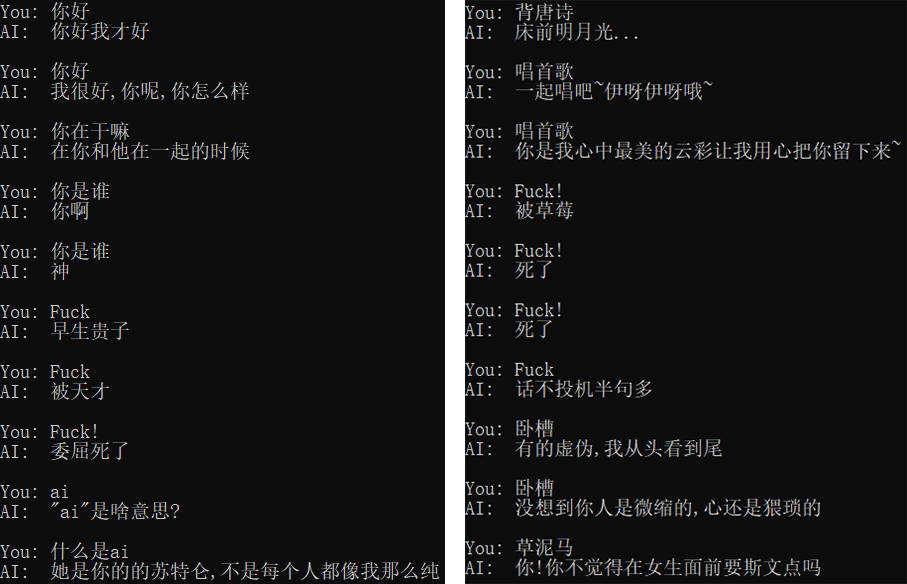 You: 你好
AI: 你好我才好
You: 你好
AI: 我很好,你呢,你怎么样
You: 你在干嘛
AI: 在你和他在一起的时候
You: 你是谁
AI: 你啊
You: 你是谁
AI: 神
You: Fuck
AI: 早生贵子
You: Fuck
AI: 被天才
You: Fuck!
AI: 委屈死了
You: ai
AI: "ai"是啥意思?
You: 什么是ai
AI: 她是你的的苏特仑,不是每个人都像我那么纯
You: 背唐诗
AI: 床前明月光...
You: 唱首歌
AI: 一起唱吧~伊呀伊呀哦~
You: 唱首歌
AI: 你是我心中最美的云彩让我用心把你留下来~
You: Fuck!
AI: 被草莓
You: Fuck!
AI: 死了
You: Fuck!
AI: 死了
You: Fuck
AI: 话不投机半句多
You: 卧槽
AI: 有的虚伪,我从头看到尾
You: 卧槽
AI: 没想到你人是微缩的,心还是猥琐的
You: 草泥马
AI: 你!你不觉得在女生面前要斯文点吗